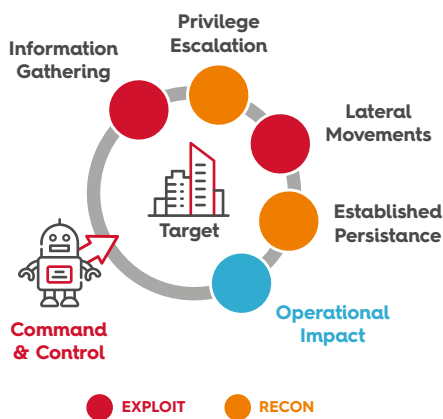 Privilege
Escalation
Information
Gathering
Lateral
Movements
Target
Established
Persistance
Operational
Impact
Command
& Control
EXPLOIT
RECON